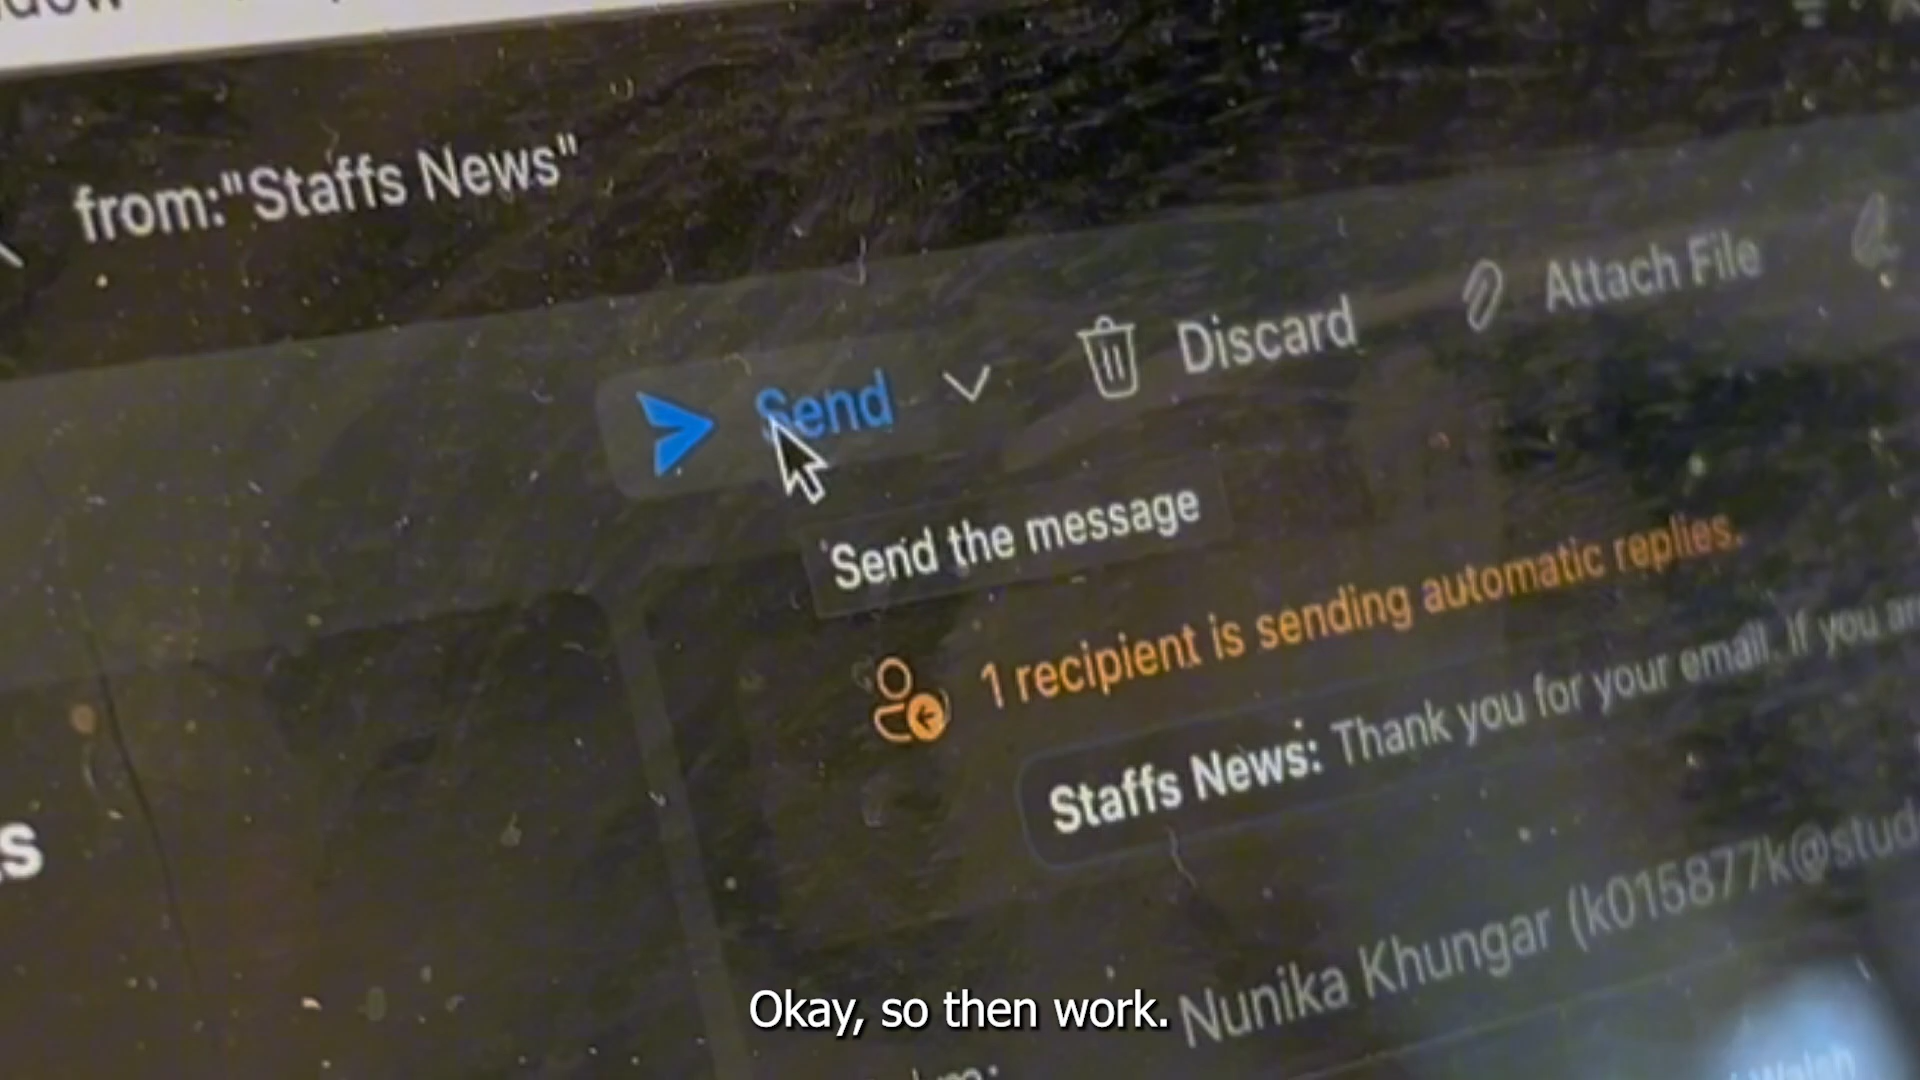 from:"Staffs News"
Send
Discard
Attach File
Send the message
1 recipient is sending automatic replies.
Staffs News: Thank you for your email. If you are
Nunika Khungar (k015877k@stud
Okay, so then work.